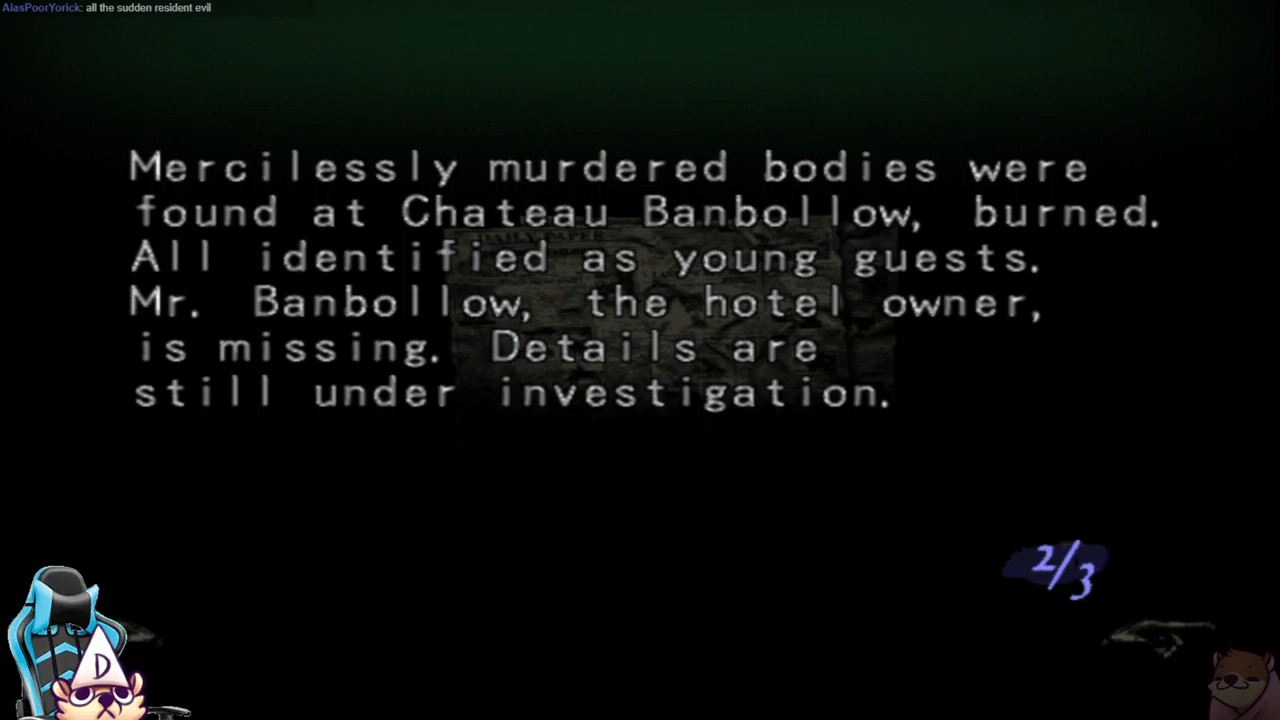 AlasPoorYorick: all the sudden resident evil
Mercilessly murdered bodies were
found at Chateau Banbollow, burned.
All identified as young guests.
Mr. Banbollow, the hotel owner,
is missing. Details are
still under investigation.
2/3
D